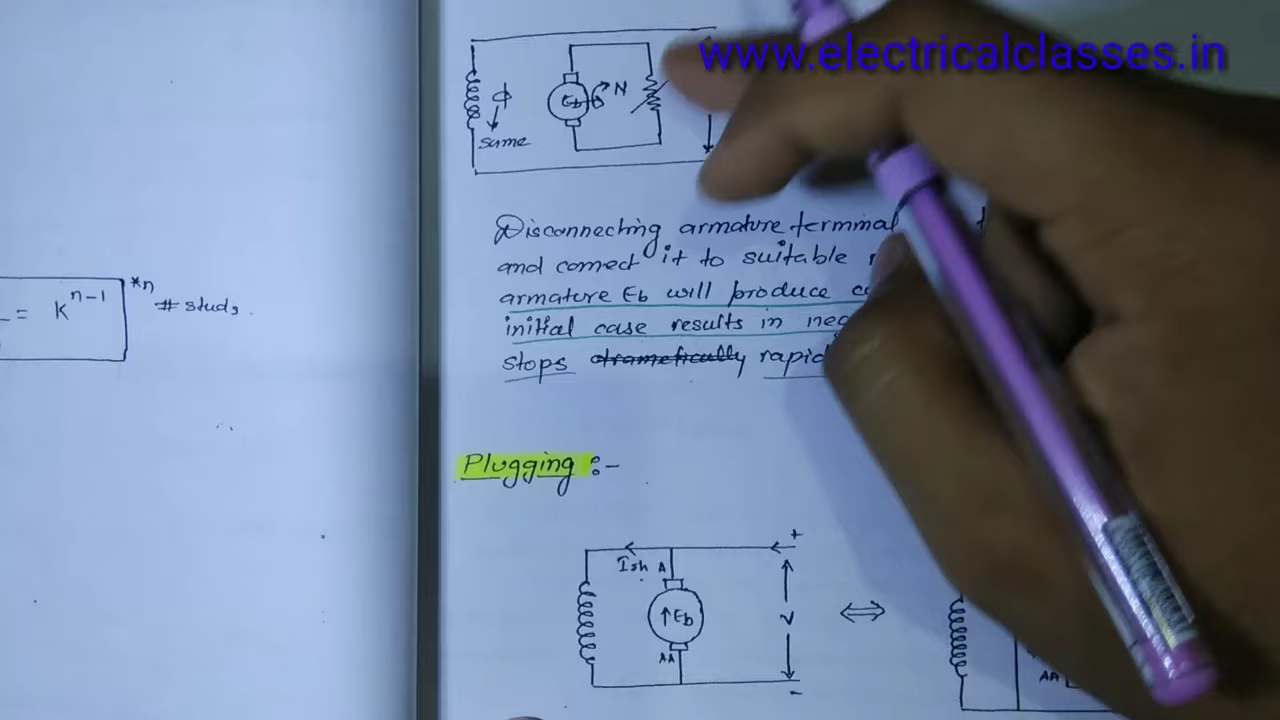 www.electricalclasses.in
ϕ
same
Eb
N
Disconnecting armature terminal
and connect it to suitable
armature Eb will produce
initial case results in
stops dramefically rapid
= K^n-1 *n # studs
Plugging :-
+
Ish A
↑Eb
V
⇔
AA
AA
-